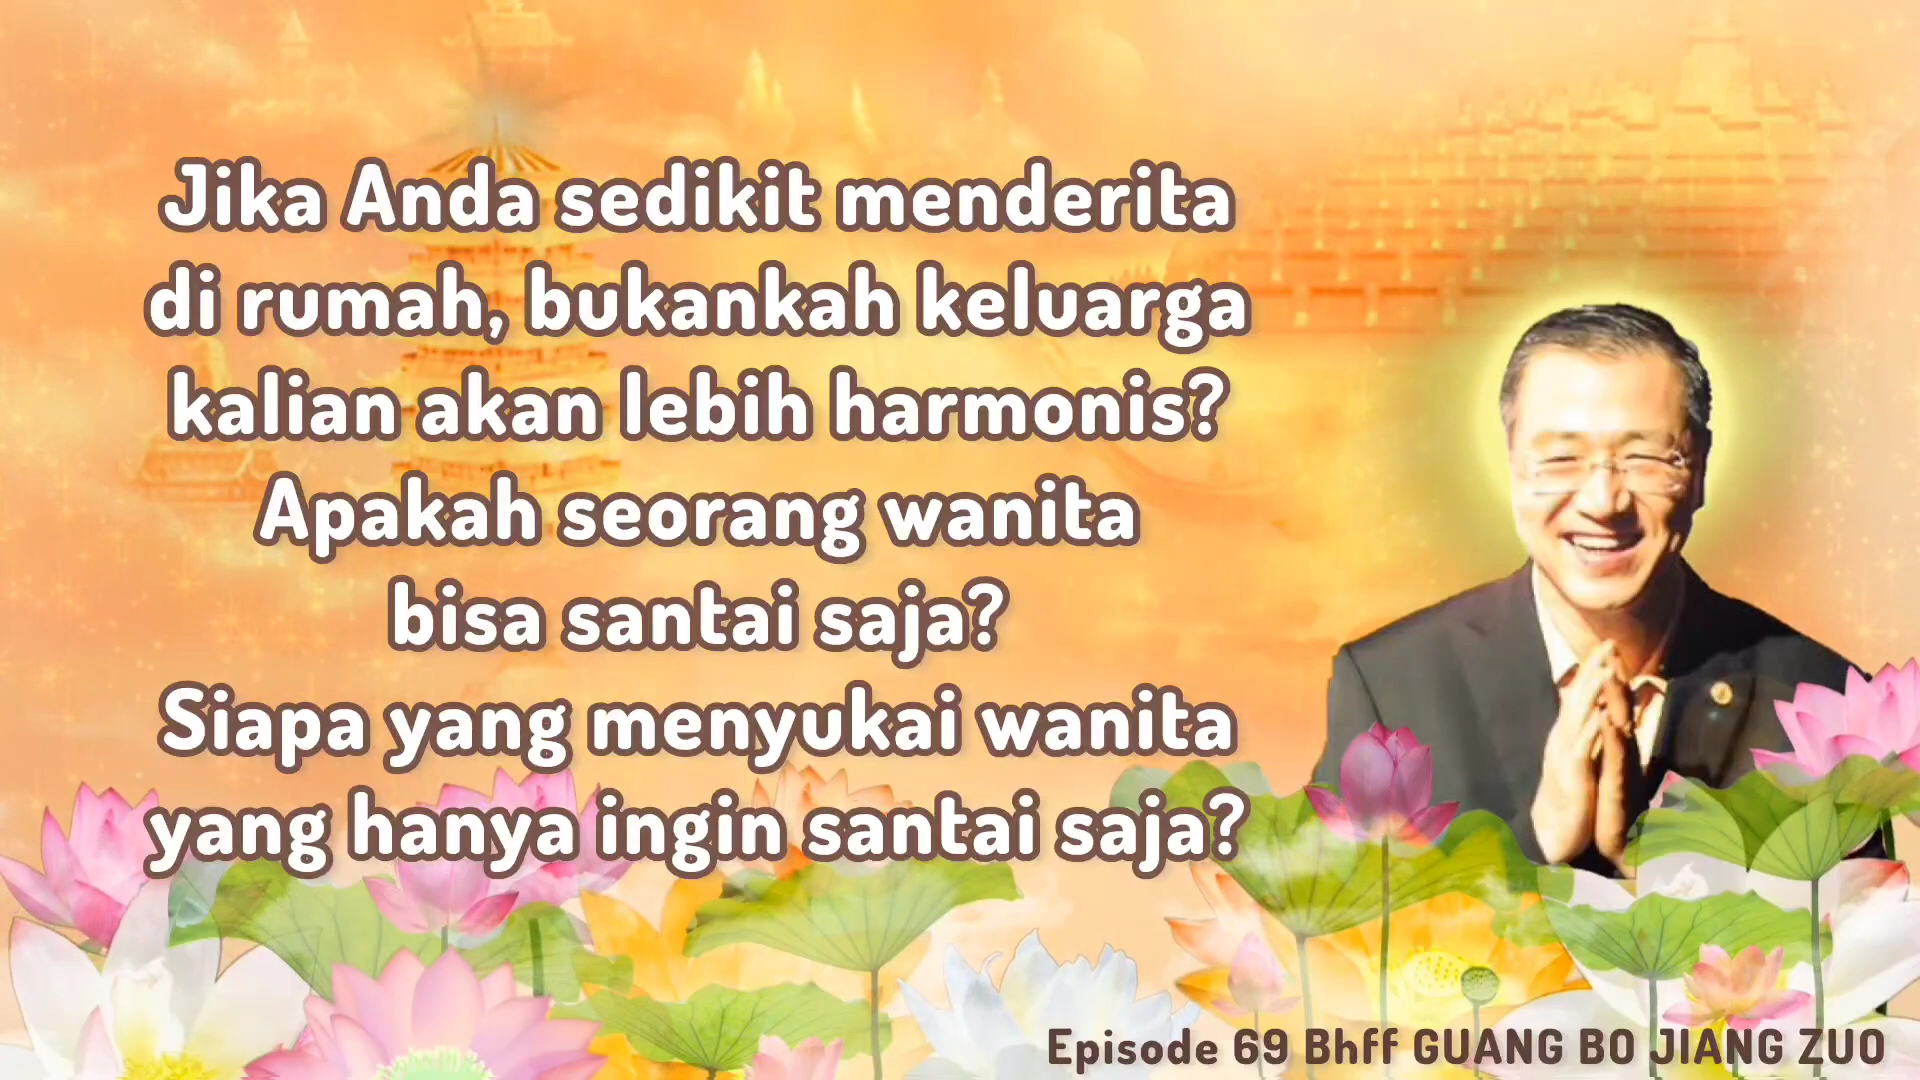 Jika Anda sedikit menderita
di rumah, bukankah keluarga
kalian akan lebih harmonis?
Apakah seorang wanita
bisa santai saja?
Siapa yang menyukai wanita
yang hanya ingin santai saja?
Episode 69 Bhff GUANG BO JIANG ZUO